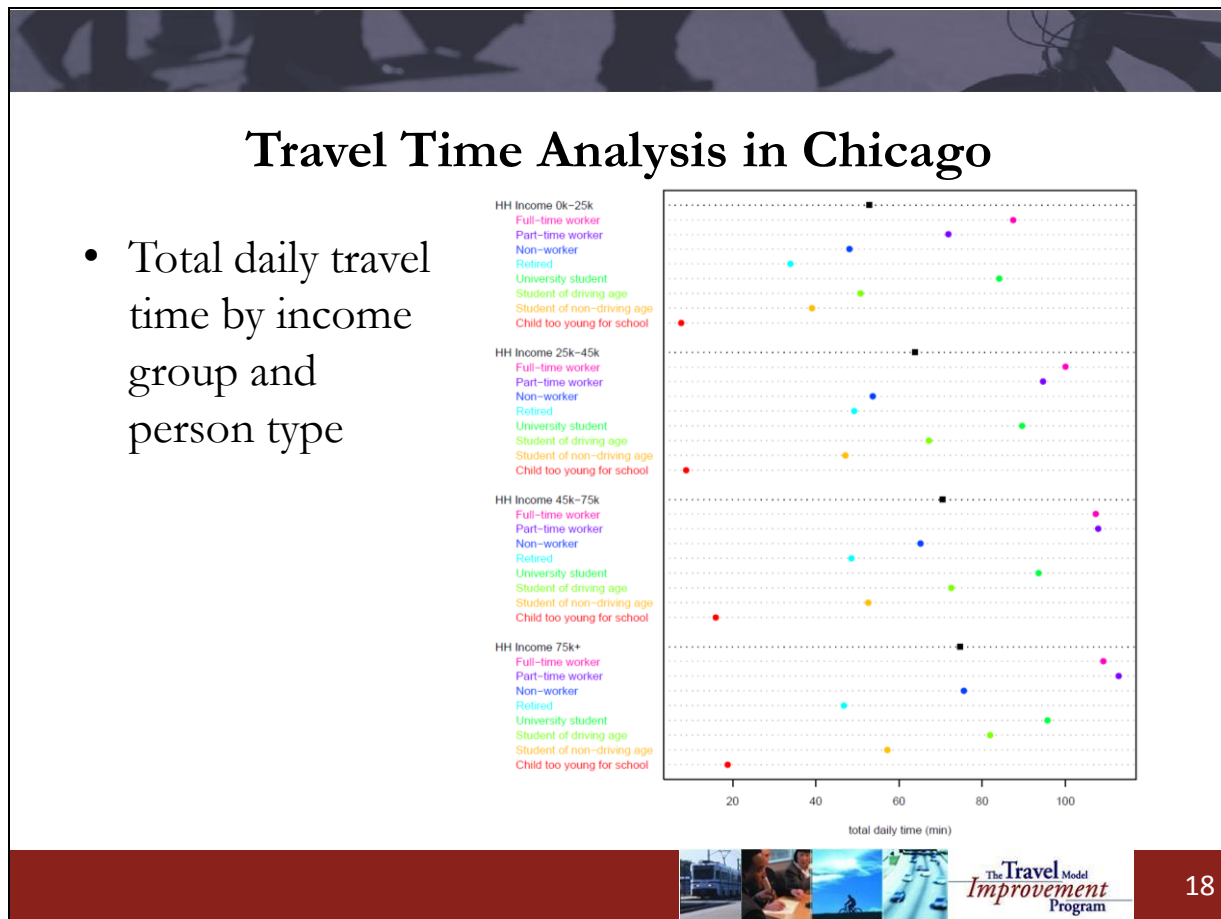 Travel Time Analysis in Chicago
• Total daily travel
time by income
group and
person type
HH Income 0k−25k
Full−time worker
Part−time worker
Non−worker
Retired
University student
Student of driving age
Student of non−driving age
Child too young for school
HH Income 25k−45k
Full−time worker
Part−time worker
Non−worker
Retired
University student
Student of driving age
Student of non−driving age
Child too young for school
HH Income 45k−75k
Full−time worker
Part−time worker
Non−worker
Retired
University student
Student of driving age
Student of non−driving age
Child too young for school
HH Income 75k+
Full−time worker
Part−time worker
Non−worker
Retired
University student
Student of driving age
Student of non−driving age
Child too young for school
20 40 60 80 100
total daily time (min)
The Travel Model
Improvement
Program
18